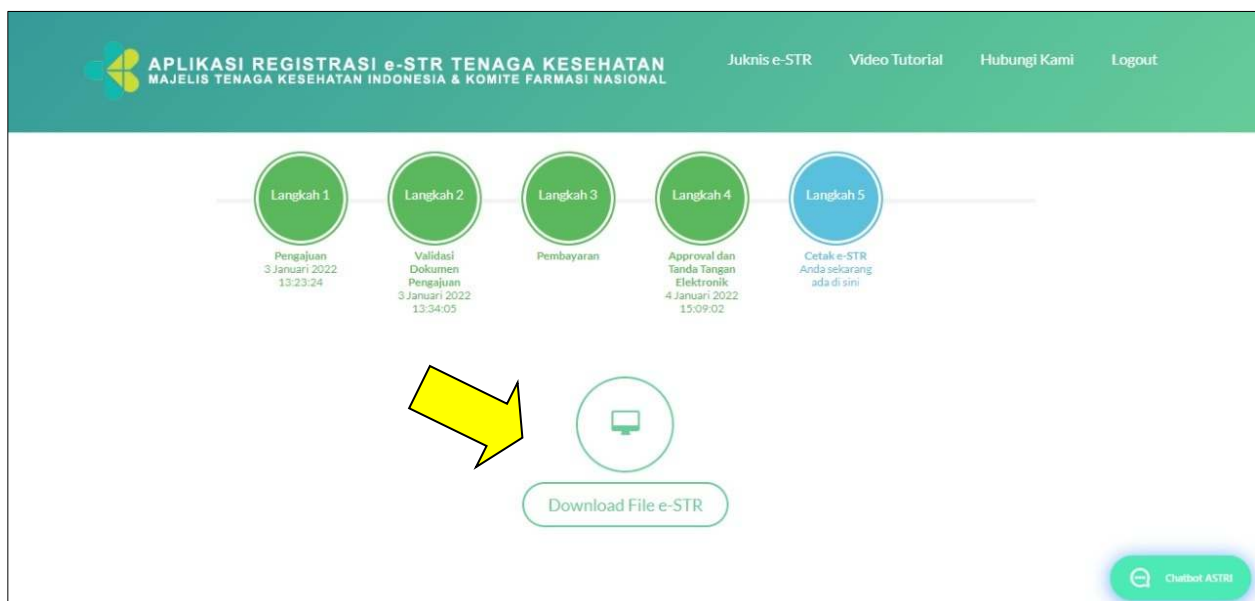 APLIKASI REGISTRASI e-STR TENAGA KESEHATAN
MAJELIS TENAGA KESEHATAN INDONESIA & KOMITE FARMASI NASIONAL
Juknis e-STR
Video Tutorial
Hubungi Kami
Logout
Langkah 1
Pengajuan
3 Januari 2022
13:23:24
Langkah 2
Validasi
Dokumen
Pengajuan
3 Januari 2022
13:34:05
Langkah 3
Pembayaran
Langkah 4
Approval dan
Tanda Tangan
Elektronik
4 Januari 2022
15:09:02
Langkah 5
Cetak e-STR
Anda sekarang
ada di sini
Download File e-STR
Chatbot ASTRI